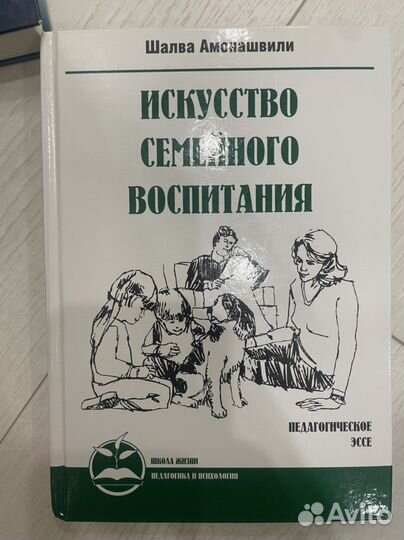 Шалва Амонашвили
ИСКУССТВО
СЕМЕЙНОГО
ВОСПИТАНИЯ
ПЕДАГОГИЧЕСКОЕ
ЭССЕ
ШКОЛА ЖИЗНИ
ПЕДАГОГИКА И ПСИХОЛОГИЯ
Avito